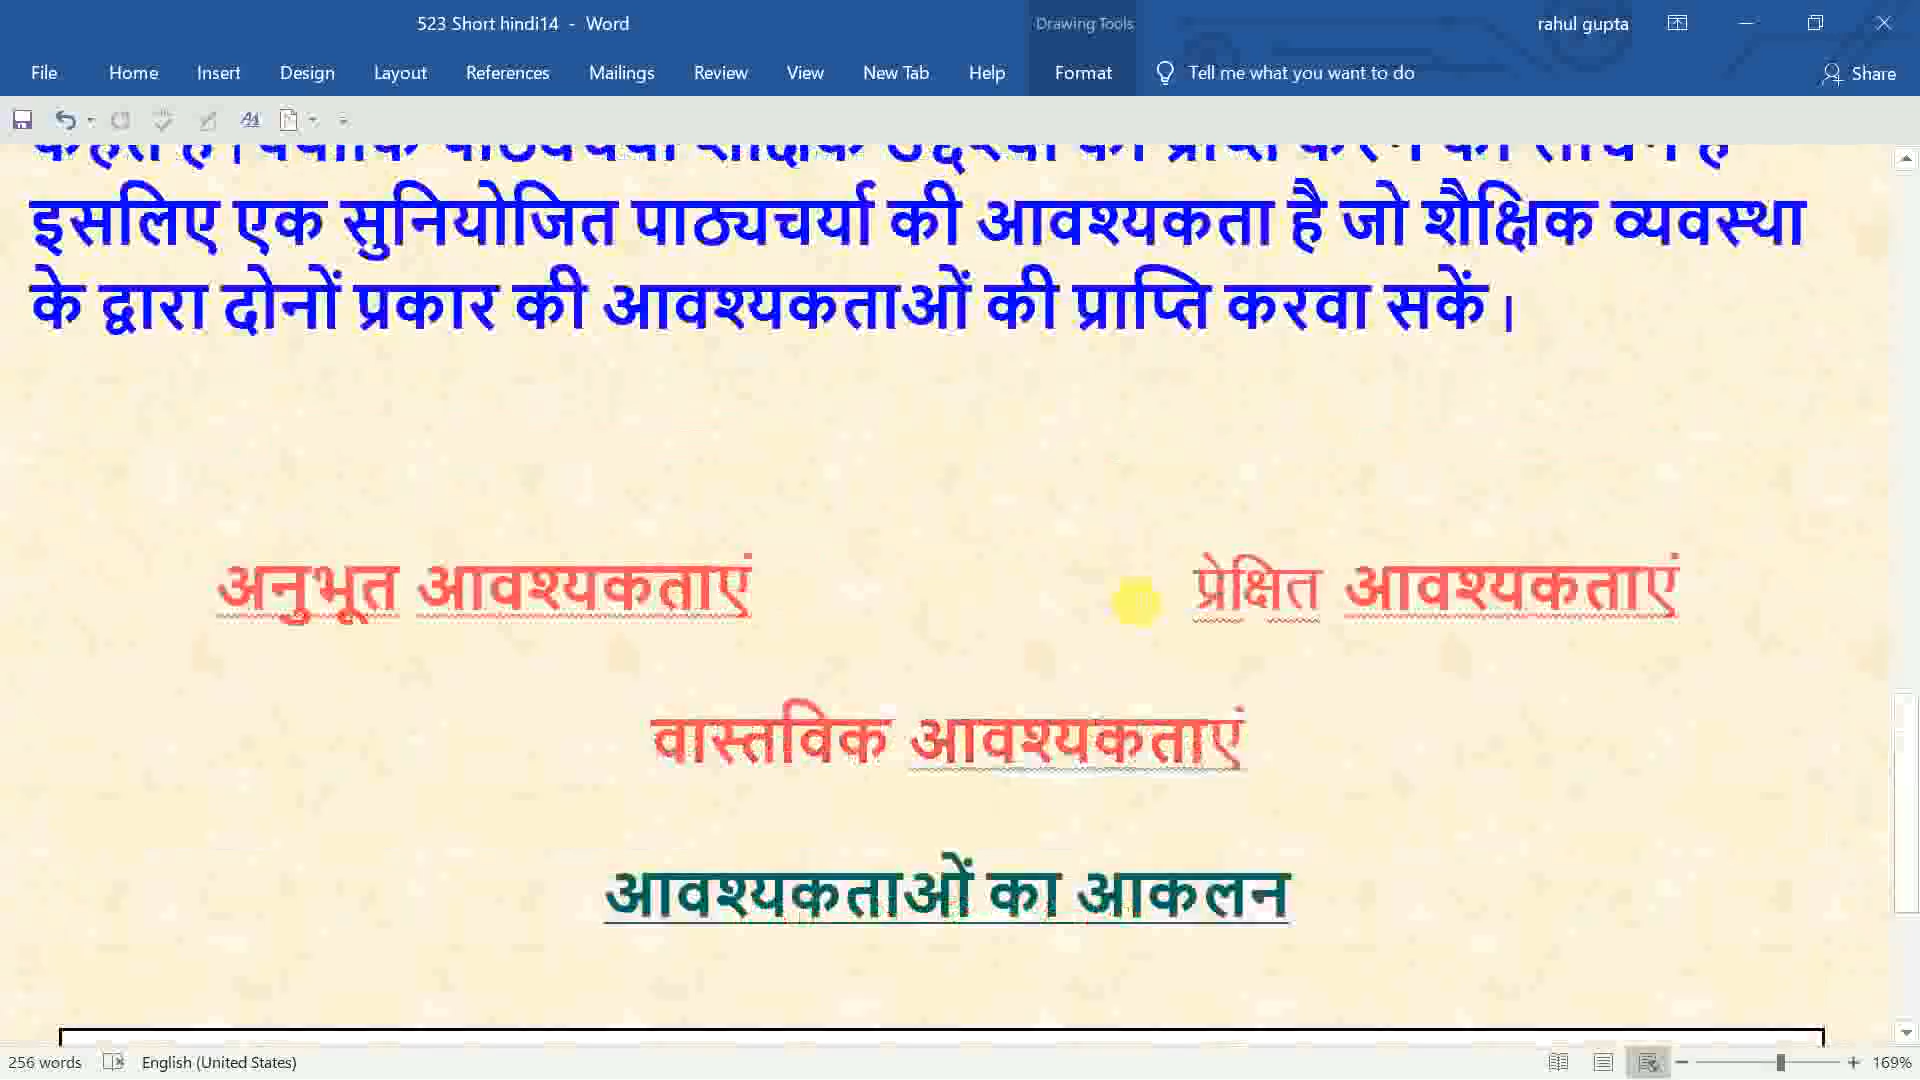 523 Short hindi14 - Word
Drawing Tools
rahul gupta
File Home Insert Design Layout References Mailings Review View New Tab Help Format Tell me what you want to do Share
इसलिए एक सुनियोजित पाठ्यचर्या की आवश्यकता है जो शैक्षिक व्यवस्था
के द्वारा दोनों प्रकार की आवश्यकताओं की प्राप्ति करवा सकें।
अनुभूत आवश्यकताएं
प्रेक्षित आवश्यकताएं
वास्तविक आवश्यकताएं
आवश्यकताओं का आकलन
256 words English (United States) 169%